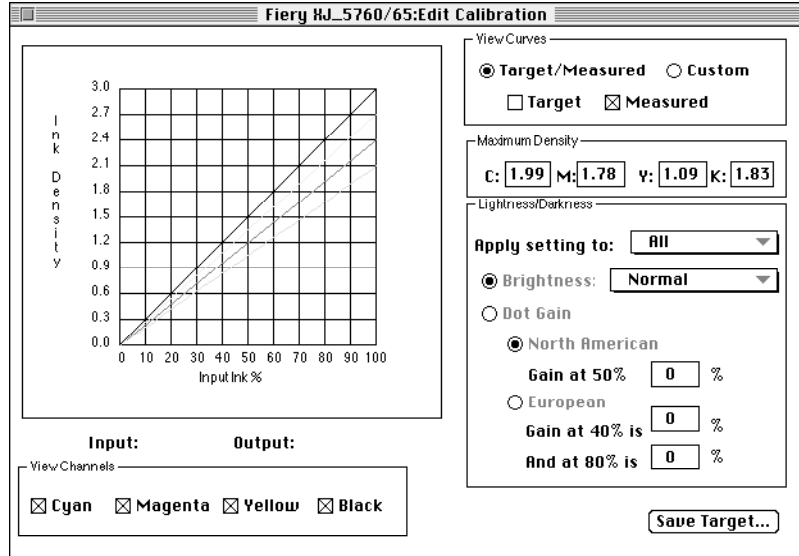 Fiery XJ_5760/65:Edit Calibration
Ink Density
3.0
2.7
2.4
2.1
1.8
1.5
1.2
0.9
0.6
0.3
0.0
0 10 20 30 40 50 60 70 80 90 100
Input Ink %
Input: Output:
View Channels
Cyan Magenta Yellow Black
View Curves
Target/Measured Custom
Target Measured
Maximum Density
C: 1.99 M: 1.78 Y: 1.09 K: 1.83
Lightness/Darkness
Apply setting to: All
Brightness: Normal
Dot Gain
North American
Gain at 50% 0 %
European
Gain at 40% is 0 %
And at 80% is 0 %
Save Target...